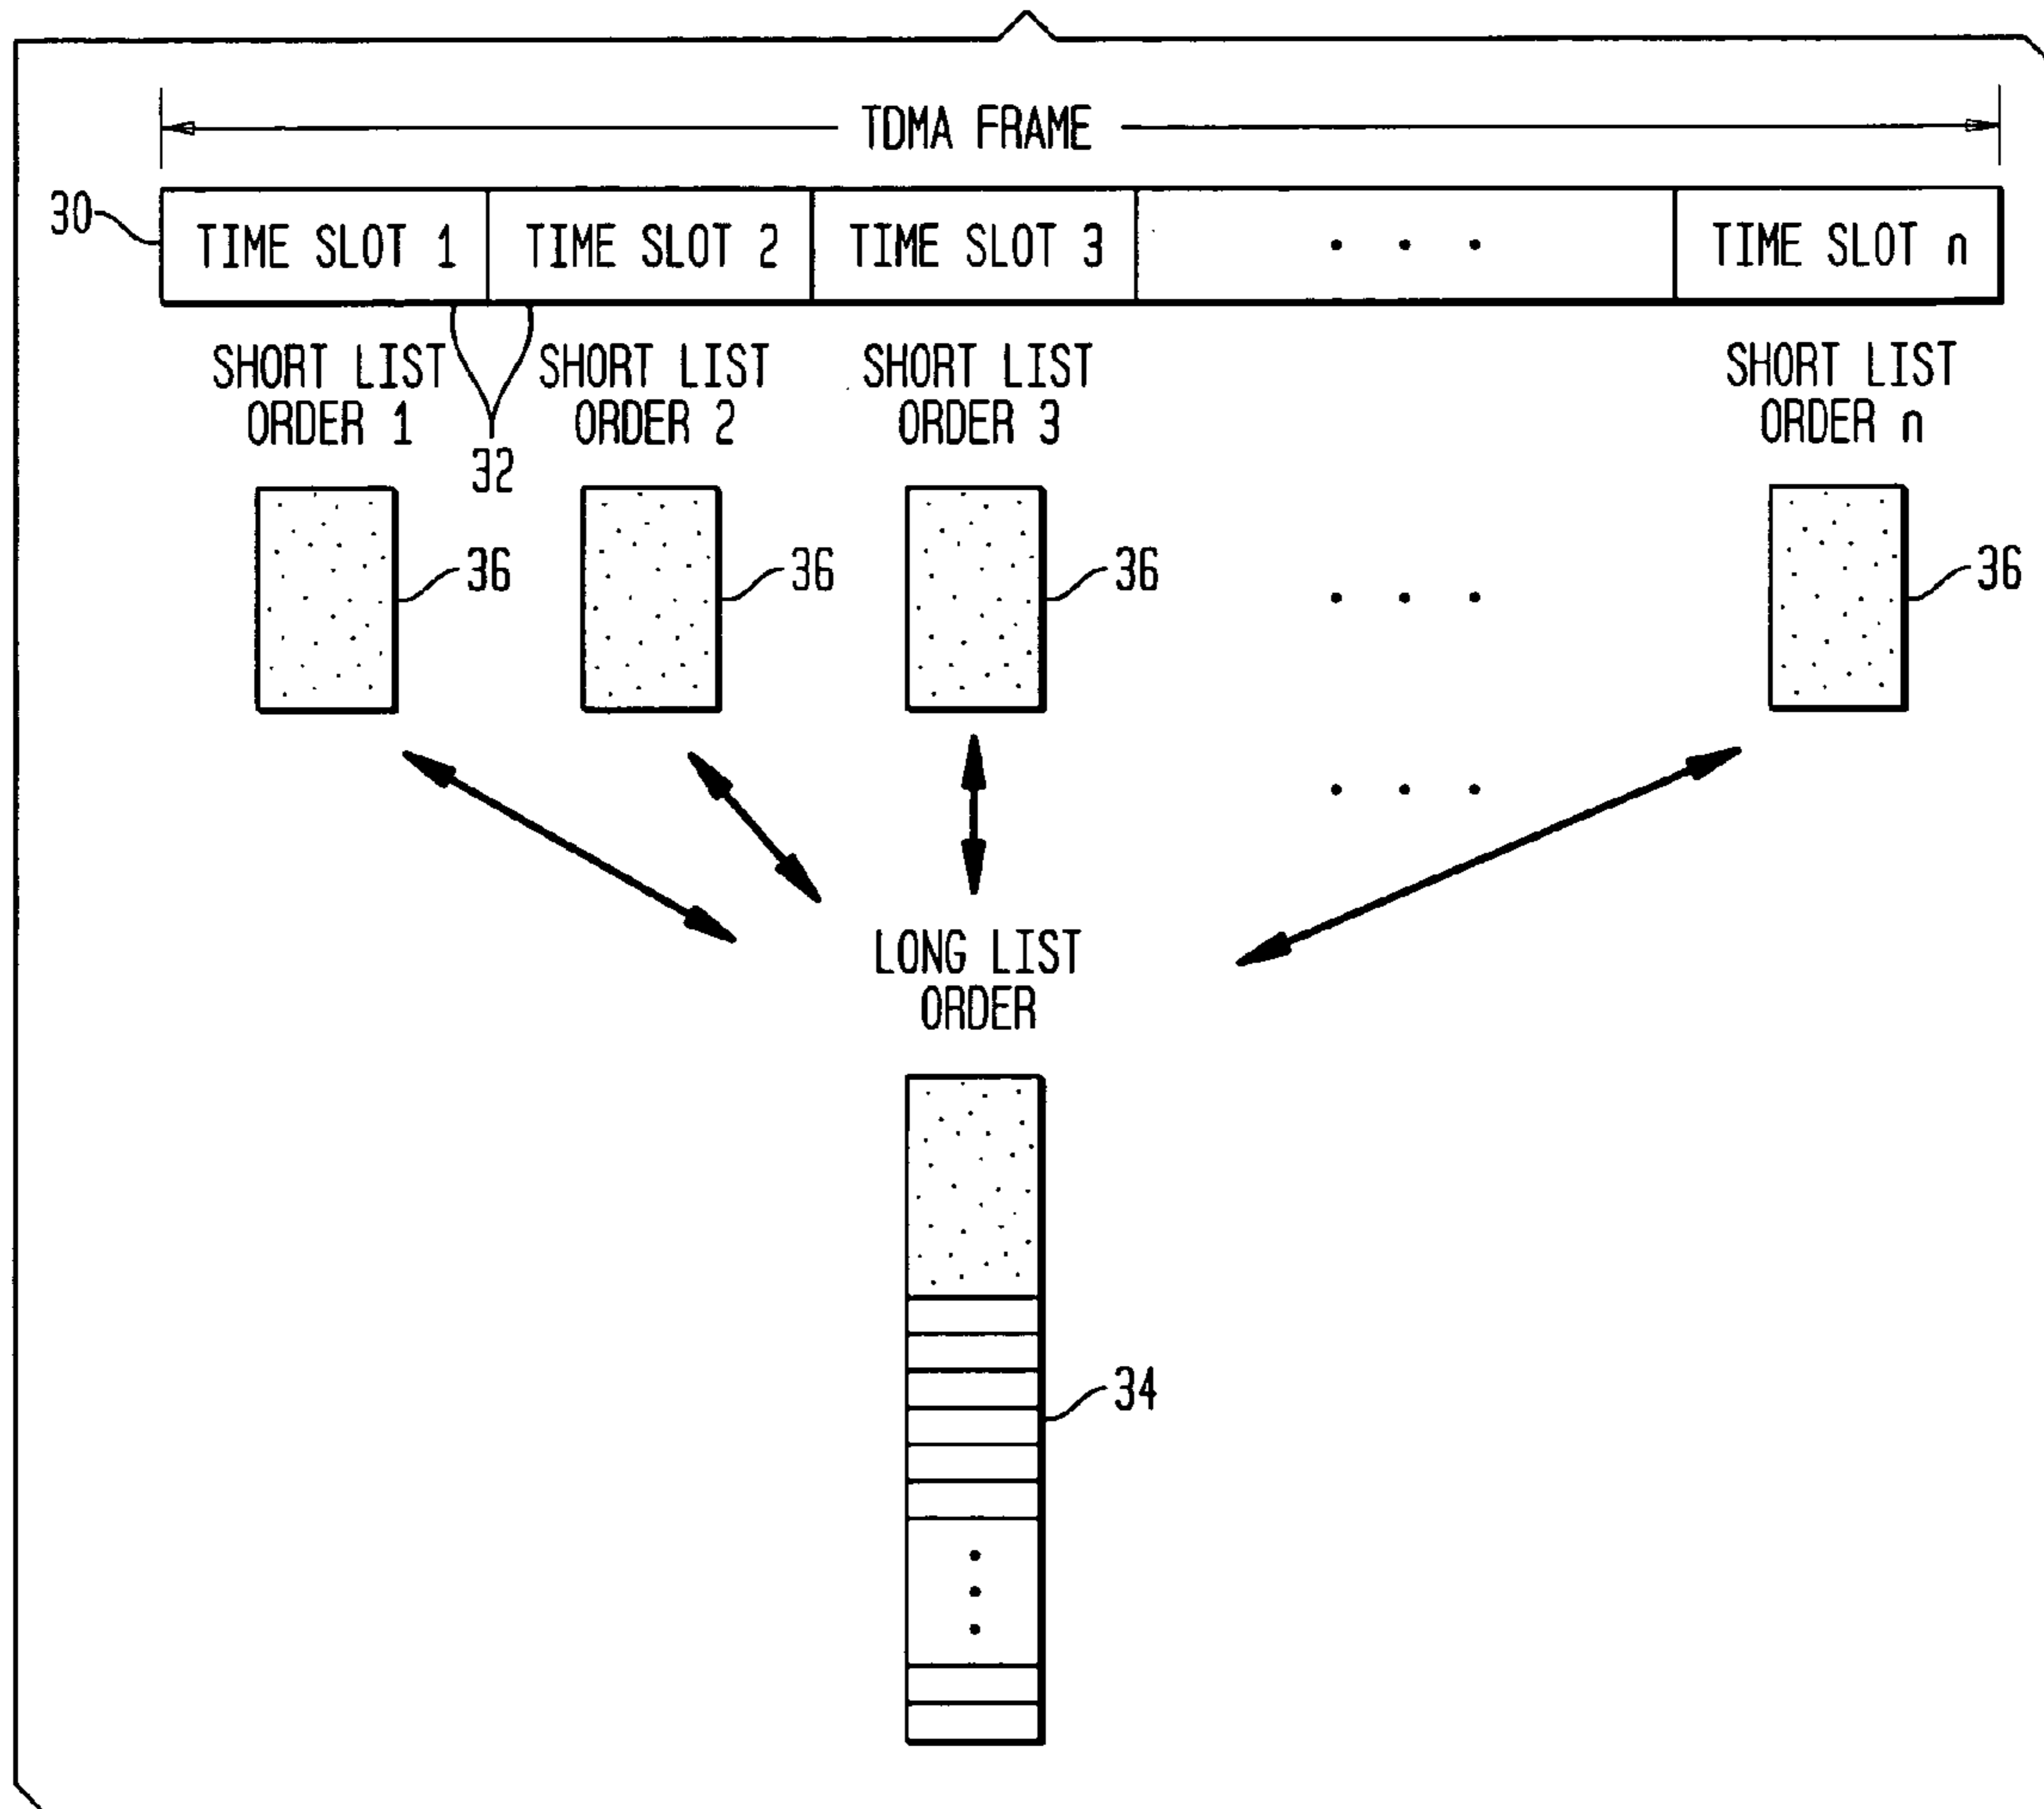 TDMA FRAME
30
TIME SLOT 1 TIME SLOT 2 TIME SLOT 3 • • • TIME SLOT n
SHORT LIST ORDER 1
SHORT LIST ORDER 2
SHORT LIST ORDER 3
SHORT LIST ORDER n
32
36 36 36 • • • 36
• • •
LONG LIST
ORDER
34